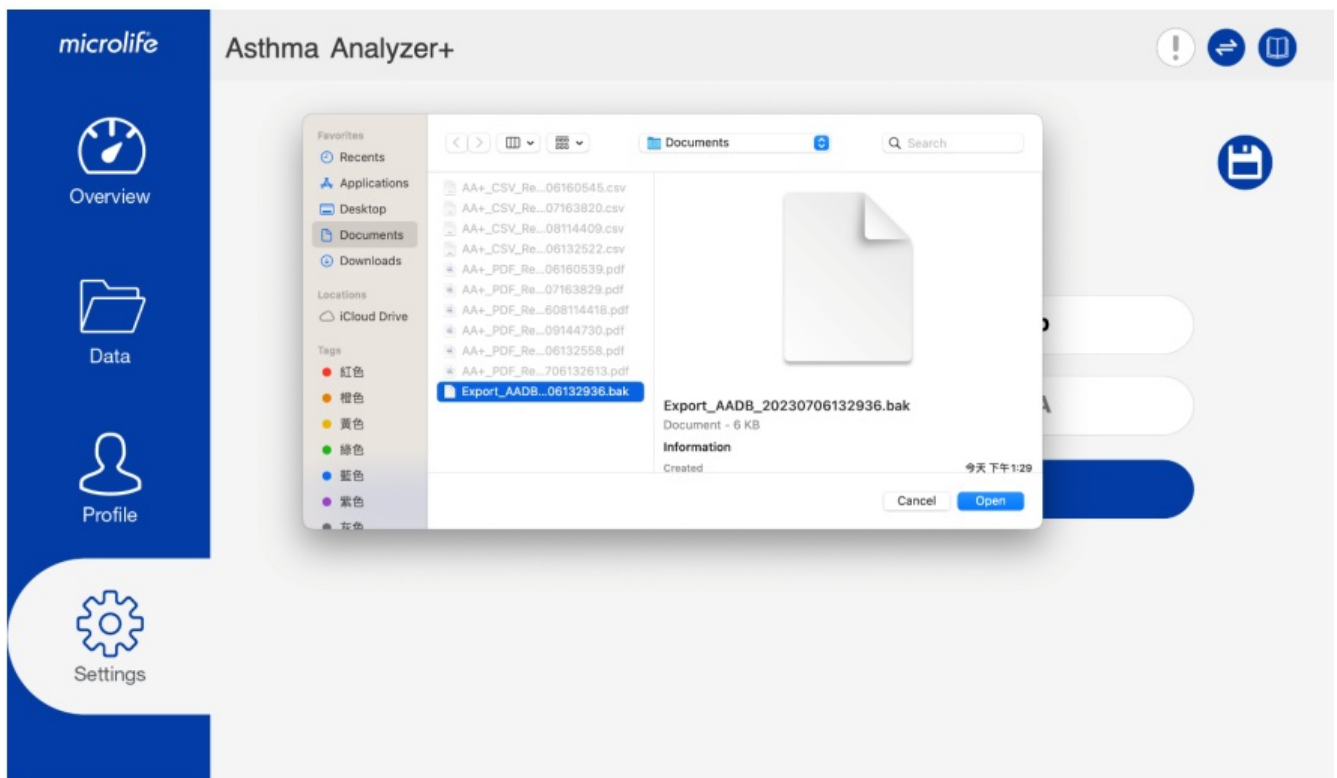 microlife
Asthma Analyzer+
Overview
Data
Profile
Settings
Favorites
Recents
Applications
Desktop
Documents
Downloads
Locations
iCloud Drive
Tags
紅色
橙色
黃色
綠色
藍色
紫色
灰色
Documents
Search
AA+_CSV_Re...06160545.csv
AA+_CSV_Re...07163820.csv
AA+_CSV_Re...08114409.csv
AA+_CSV_Re...06132522.csv
AA+_PDF_Re...06160539.pdf
AA+_PDF_Re...07163829.pdf
AA+_PDF_Re...608114418.pdf
AA+_PDF_Re...09144730.pdf
AA+_PDF_Re...06132558.pdf
AA+_PDF_Re...706132613.pdf
Export_AADB...06132936.bak
Export_AADB_20230706132936.bak
Document - 6 KB
Information
Created 今天 下午1:29
Cancel Open